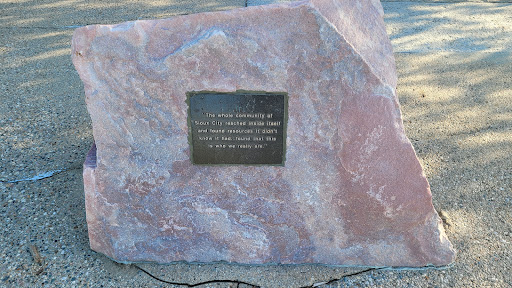 "The whole community of
Sioux City reached inside itself
and found resources it didn't
know it had, found that this
is who we really are."